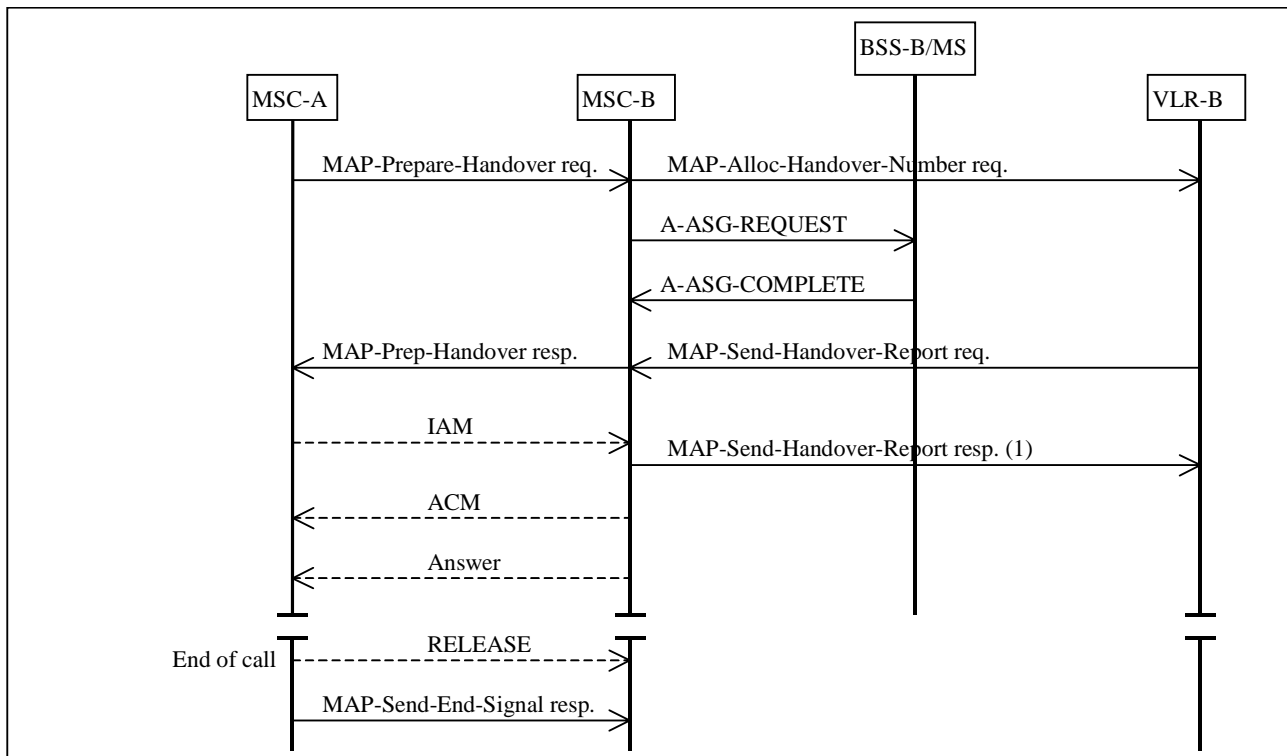 BSS-B/MS
MSC-A
MSC-B
VLR-B
MAP-Prepare-Handover req.
MAP-Alloc-Handover-Number req.
A-ASG-REQUEST
A-ASG-COMPLETE
MAP-Prep-Handover resp.
MAP-Send-Handover-Report req.
IAM
MAP-Send-Handover-Report resp. (1)
ACM
Answer
RELEASE
End of call
MAP-Send-End-Signal resp.